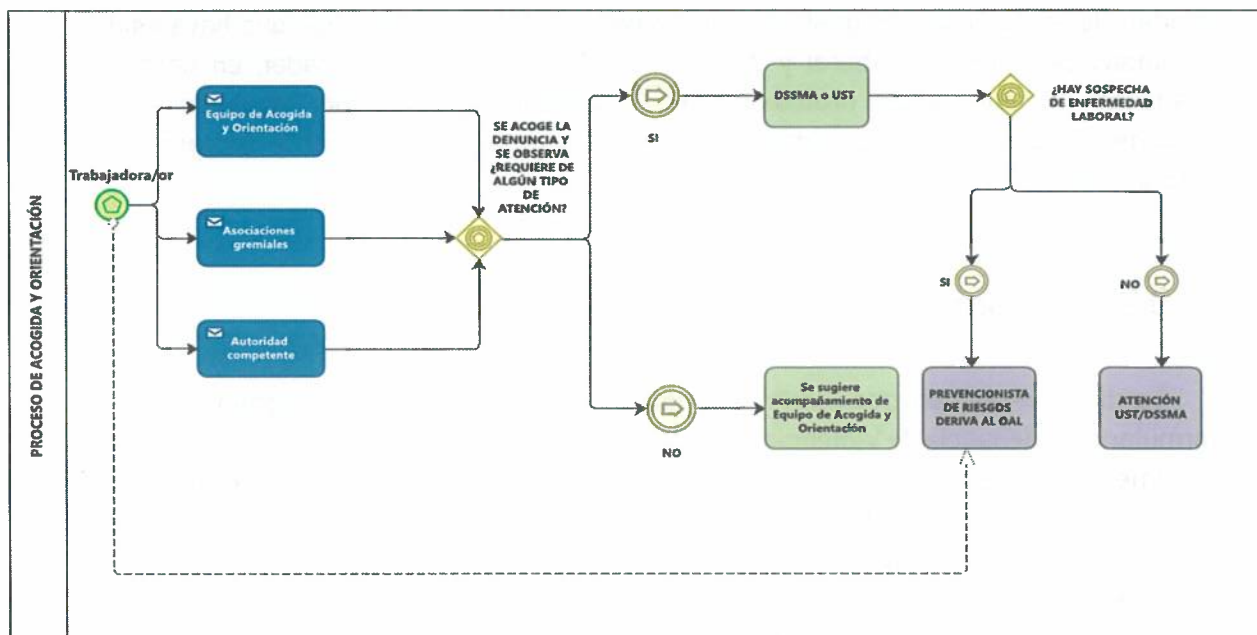 PROCESO DE ACOGIDA Y ORIENTACIÓN
Trabajadora/or
Equipo de Acogida
y Orientación
Asociaciones
gremiales
Autoridad
competente
SE ACOGE LA
DENUNCIA Y
SE OBSERVA
¿REQUIERE DE
ALGÚN TIPO
DE
ATENCIÓN?
SI
DSSMA o UST
¿HAY SOSPECHA
DE ENFERMEDAD
LABORAL?
SI
NO
NO
Se sugiere
acompañamiento de
Equipo de Acogida y
Orientación
PREVENCIONISTA
DE RIESGOS
DERIVA AL OAL
ATENCIÓN
UST/DSSMA